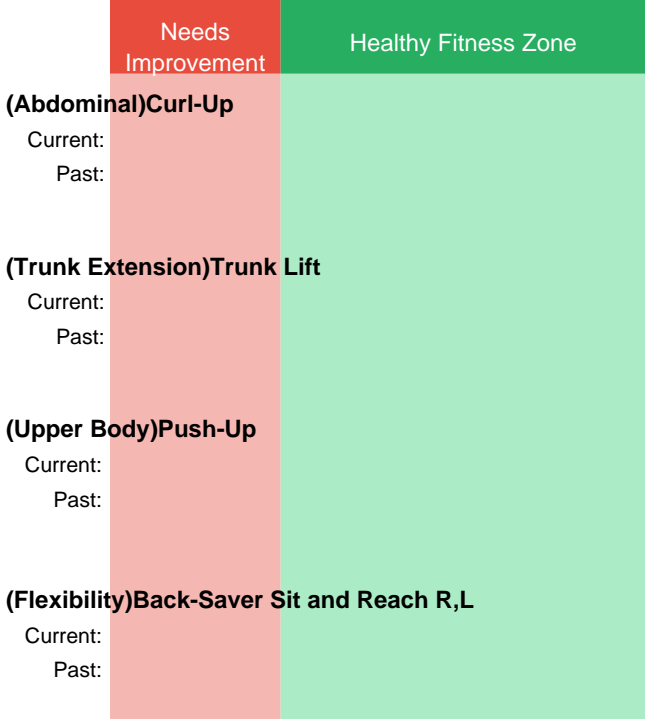 Needs
Improvement
Healthy Fitness Zone
(Abdominal)Curl-Up
Current:
Past:
(Trunk Extension)Trunk Lift
Current:
Past:
(Upper Body)Push-Up
Current:
Past:
(Flexibility)Back-Saver Sit and Reach R,L
Current:
Past: